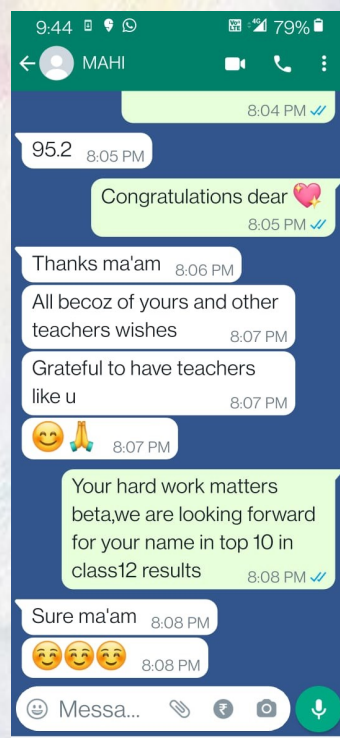 9:44 79%
MAHI
8:04 PM
95.2 8:05 PM
Congratulations dear 💖
8:05 PM
Thanks ma'am 8:06 PM
All becoz of yours and other
teachers wishes 8:07 PM
Grateful to have teachers
like u 8:07 PM
😊🙏 8:07 PM
Your hard work matters
beta,we are looking forward
for your name in top 10 in
class12 results 8:08 PM
Sure ma'am 8:08 PM
☺️☺️☺️ 8:08 PM
Messa...